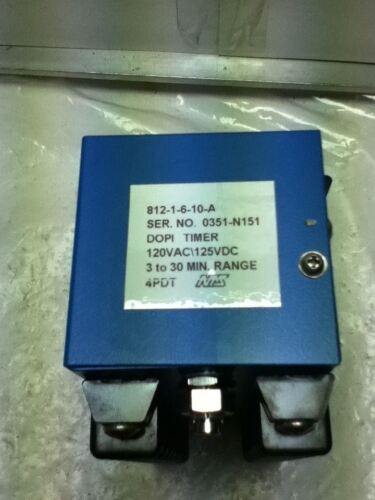 812-1-6-10-A
SER. NO. 0351-N151
DOPI TIMER
120VAC\125VDC
3 to 30 MIN. RANGE
4PDT